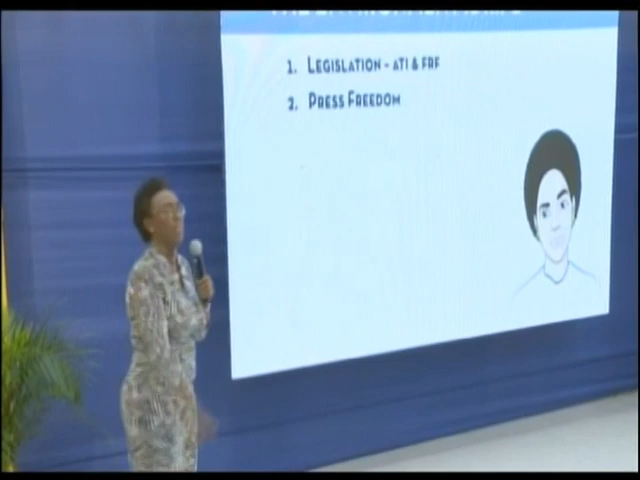 1. LEGISLATION - ATI & FRF
2. PRESS FREEDOM